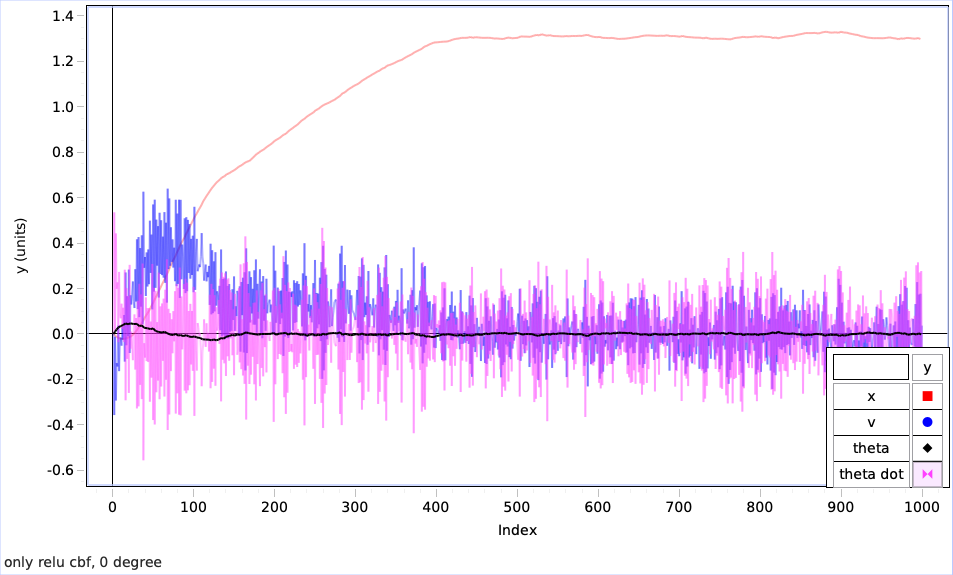 1.4
1.2
1.0
0.8
y (units)
0.6
0.4
0.2
0.0
-0.2
-0.4
-0.6
y
x
v
theta
theta dot
0 100 200 300 400 500 600 700 800 900 1000
Index
only relu cbf, 0 degree